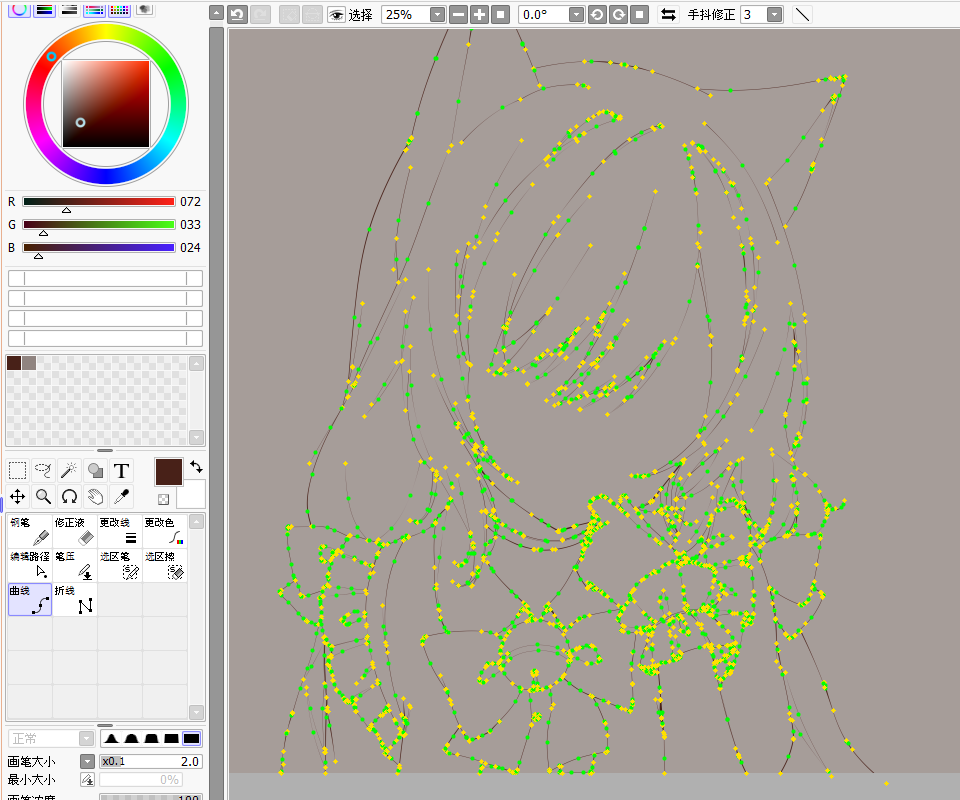 选择 25% 0.0° 手抖修正 3
R 072
G 033
B 024
T
钢笔 修正液 更改线 更改色
编辑路径 笔压 选区笔 选区擦
曲线 折线
正常
画笔大小 x0.1 2.0
最小大小 0%
画笔浓度 100